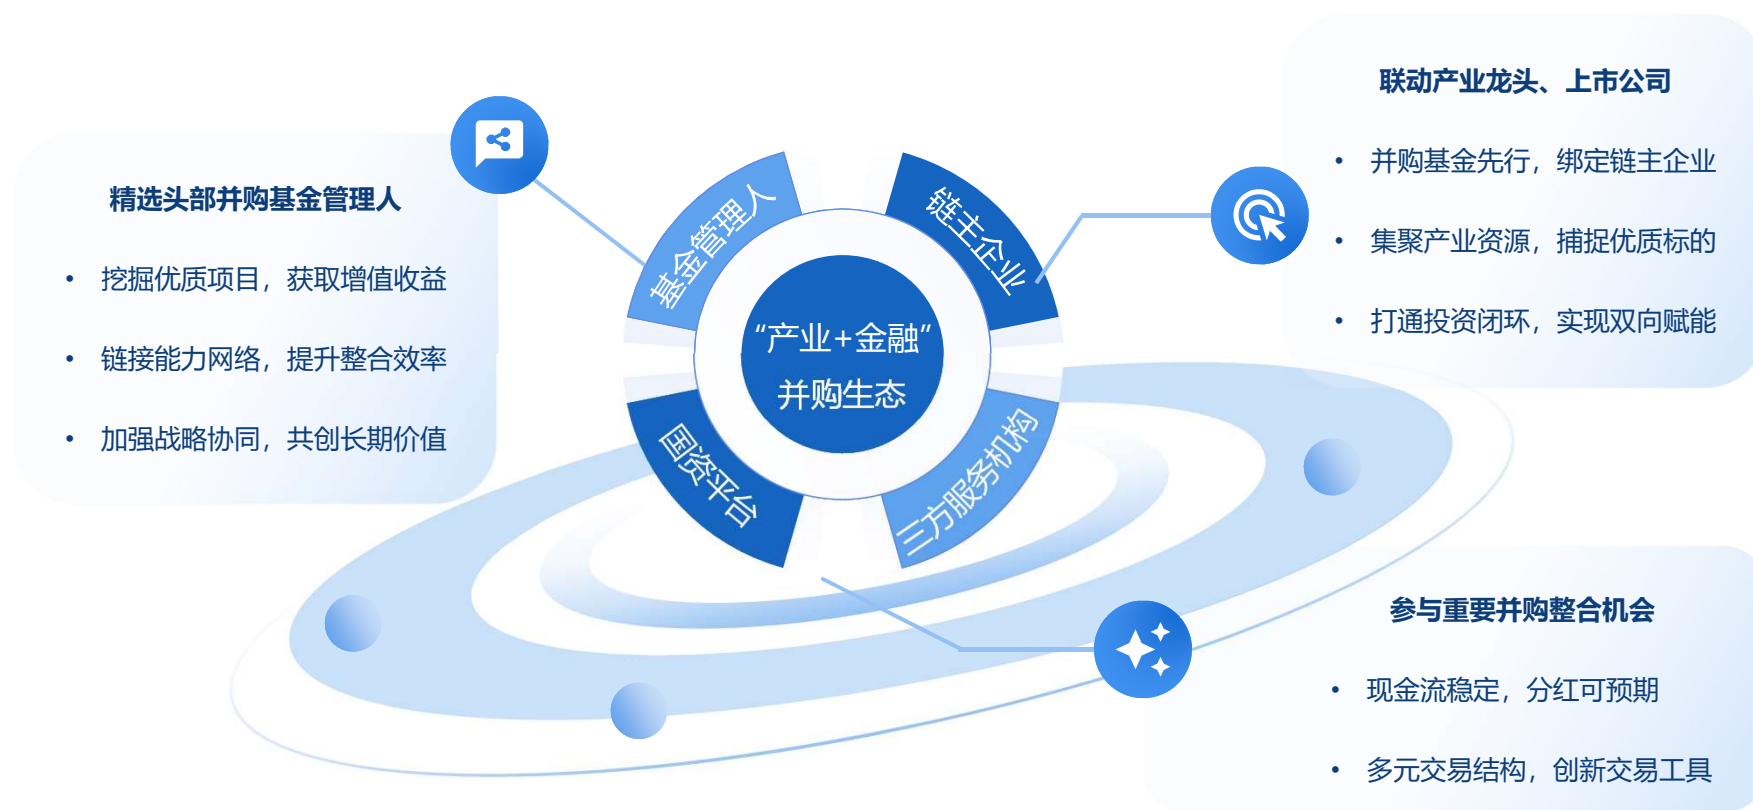 精选头部并购基金管理人
• 挖掘优质项目，获取增值收益
• 链接能力网络，提升整合效率
• 加强战略协同，共创长期价值
基金管理人
链主企业
“产业+金融”
并购生态
国资平台
三方服务机构
联动产业龙头、上市公司
• 并购基金先行，绑定链主企业
• 集聚产业资源，捕捉优质标的
• 打通投资闭环，实现双向赋能
参与重要并购整合机会
• 现金流稳定，分红可预期
• 多元交易结构，创新交易工具